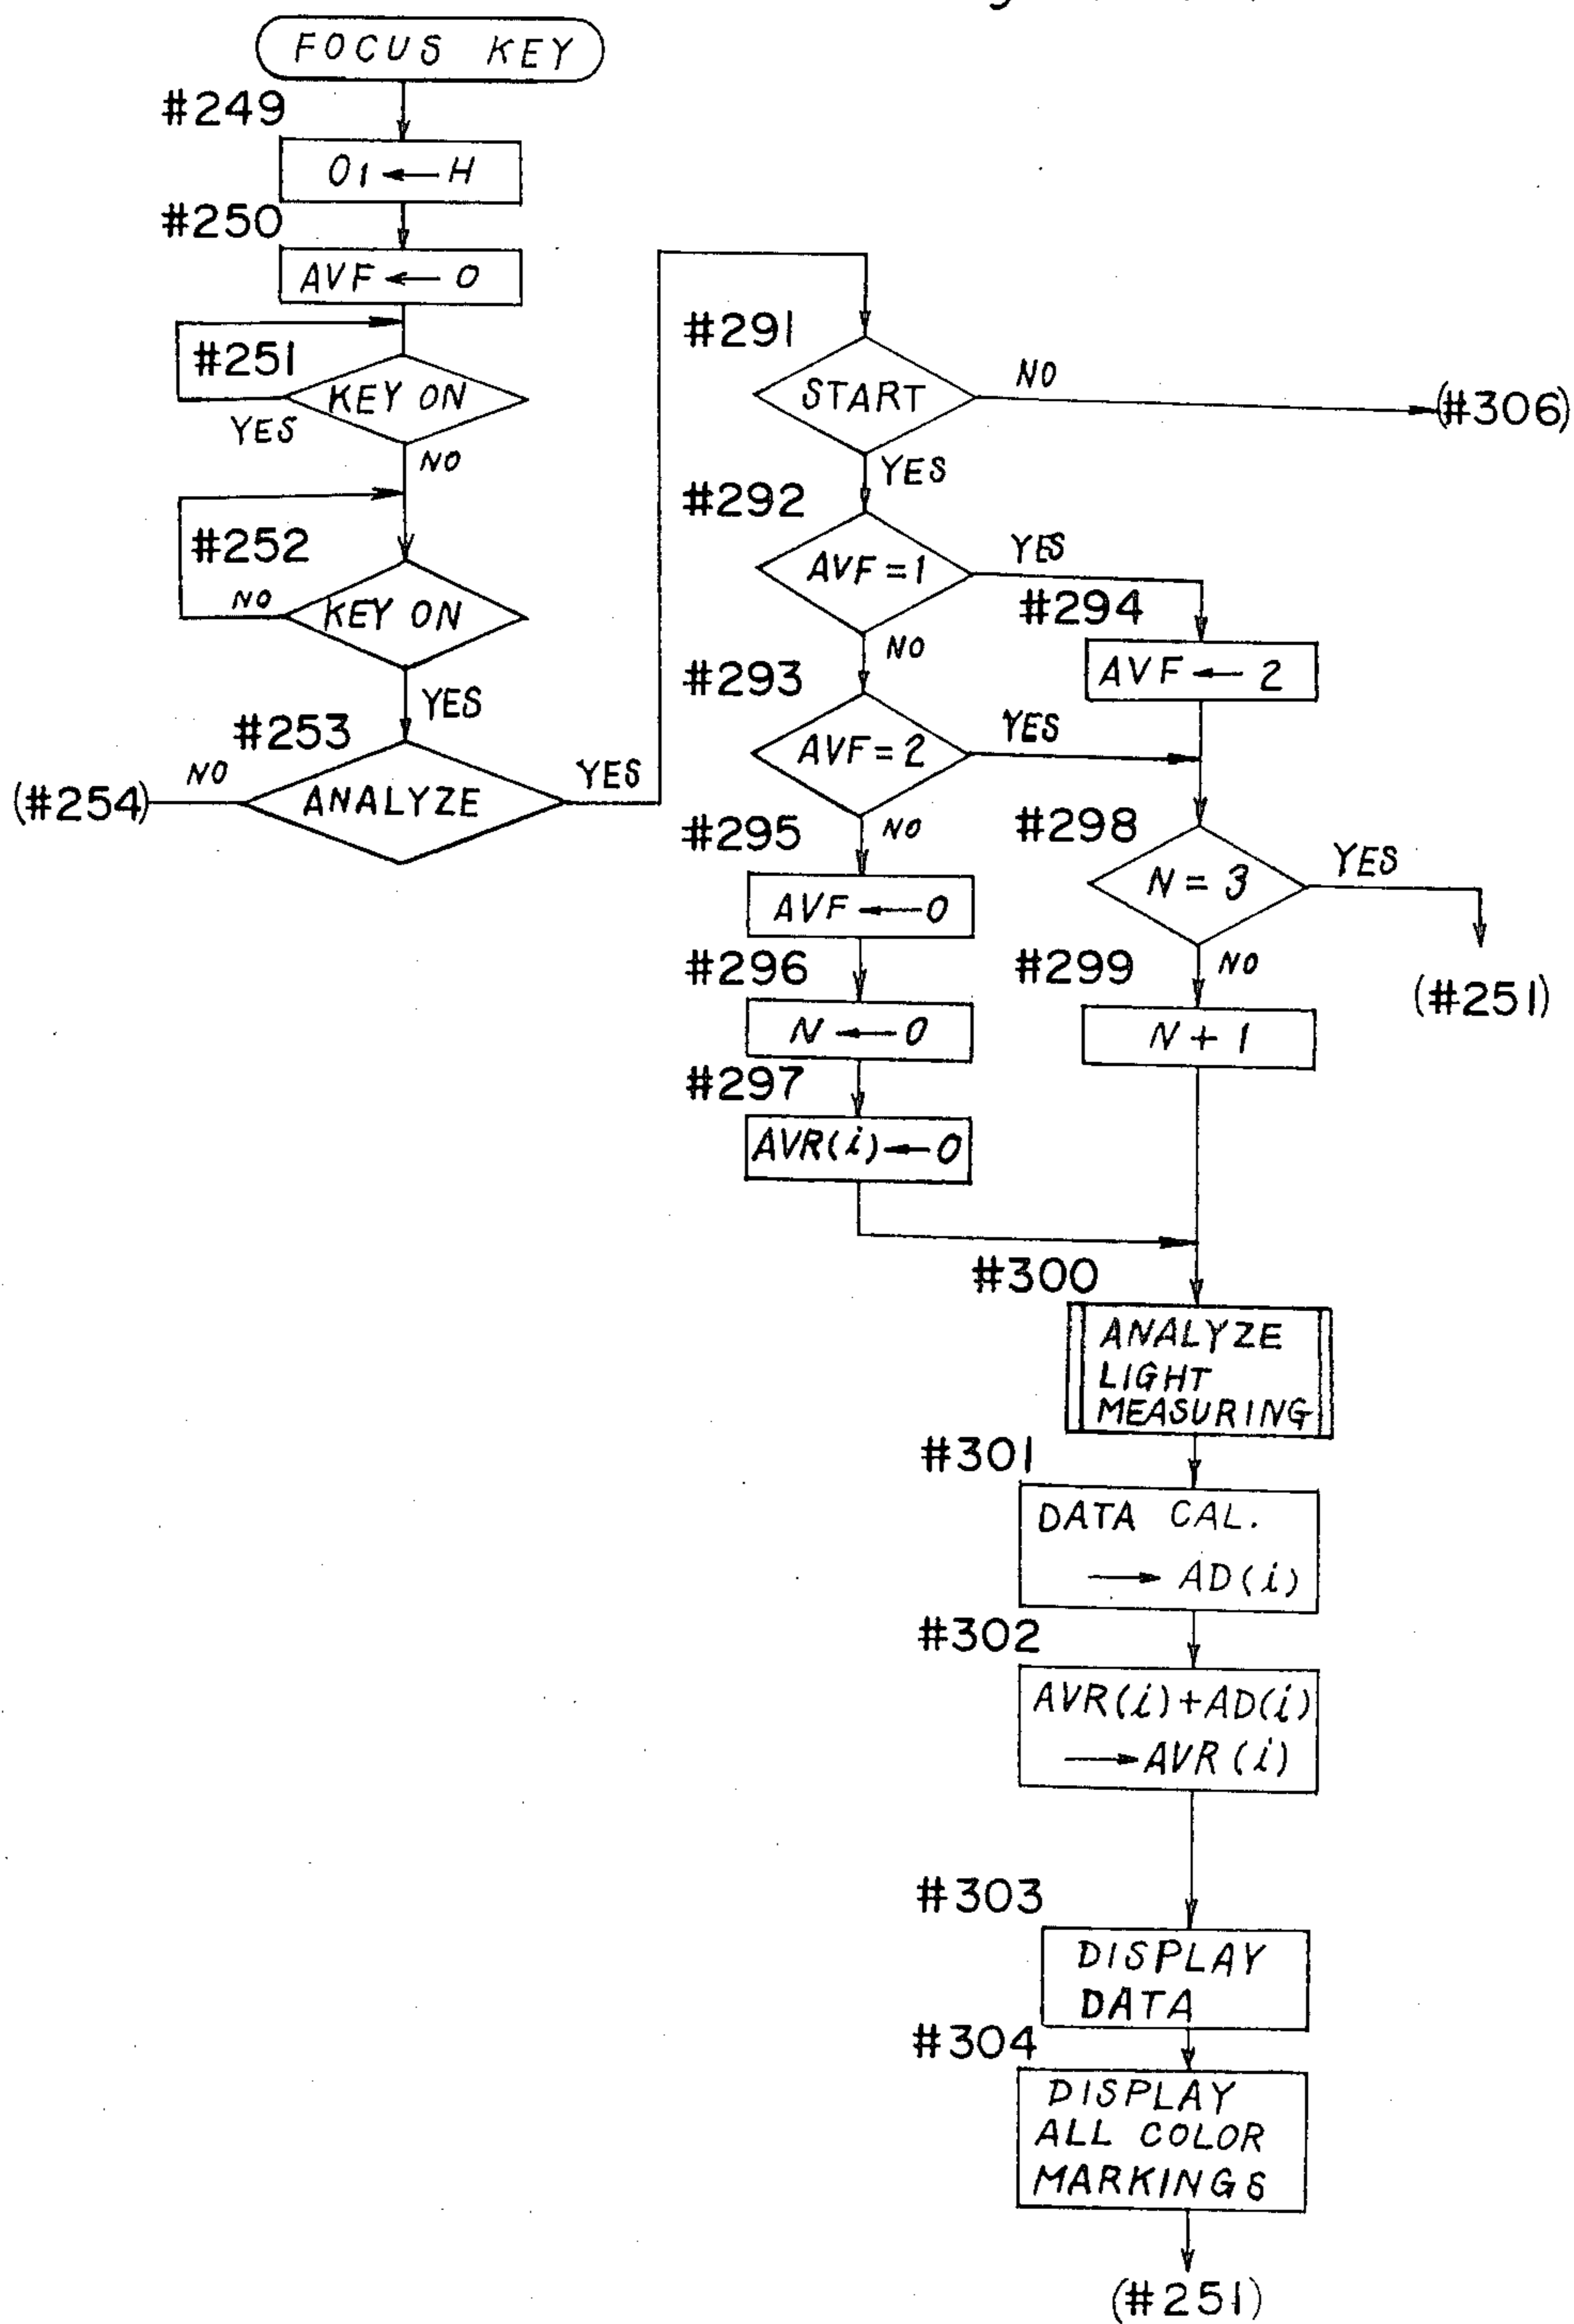 FOCUS KEY
#249
O1 ← H
#250
AVF ← 0
#251
KEY ON
YES
NO
#252
KEY ON
NO
YES
#253
ANALYZE
NO
YES
(#254)
#291
START
NO
(#306)
YES
#292
AVF = 1
YES
NO
#294
AVF ← 2
#293
AVF = 2
YES
NO
#295
AVF ← 0
#296
N ← 0
#297
AVR(i) ← 0
#298
N = 3
YES
(#251)
NO
#299
N + 1
#300
ANALYZE
LIGHT
MEASURING
#301
DATA CAL.
→ AD(i)
#302
AVR(i)+AD(i)
→ AVR(i)
#303
DISPLAY
DATA
#304
DISPLAY
ALL COLOR
MARKINGS
(#251)